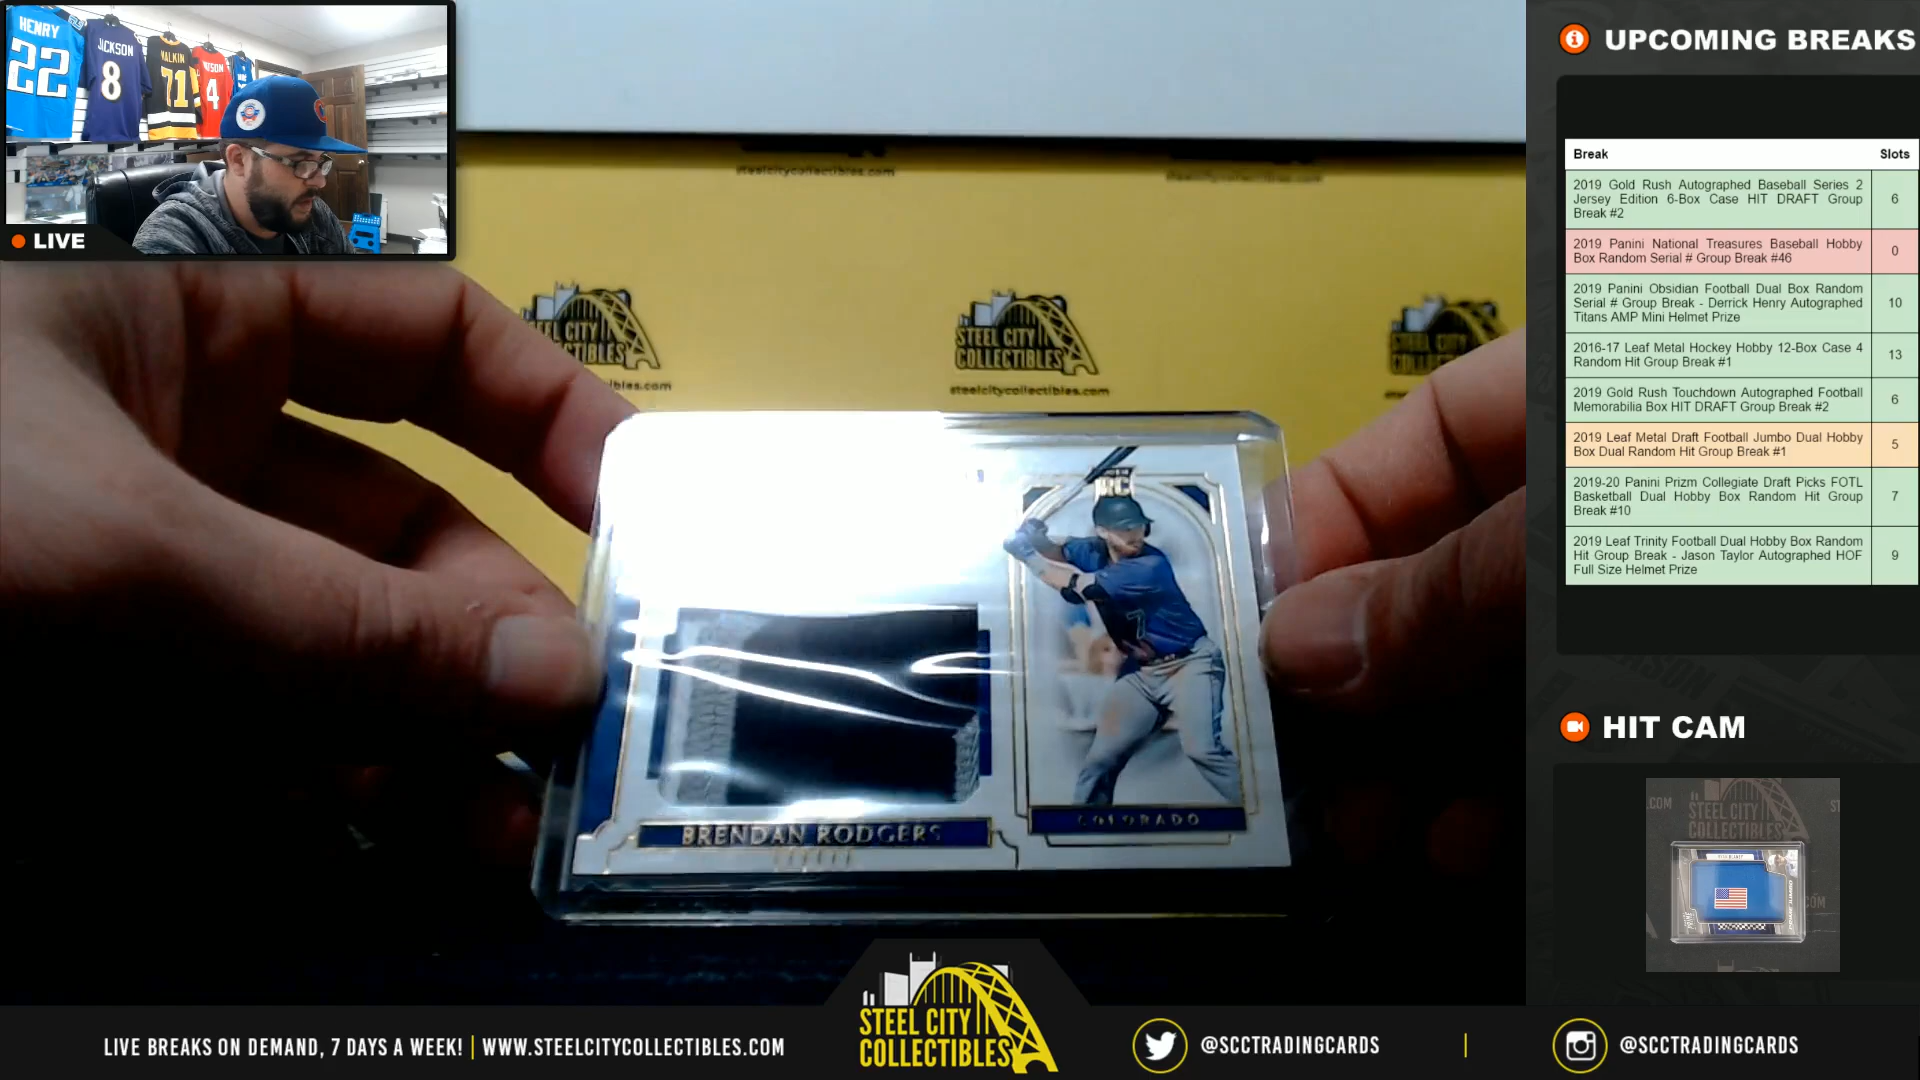 HENRY
22
JACKSON
8
MALKIN
71
4
LIVE
steelcitycollectibles.com
STEEL CITY
COLLECTIBLES
steelcitycollectibles.com
RC
7
BRENDAN RODGERS
COLORADO
UPCOMING BREAKS
Break Slots
2019 Gold Rush Autographed Baseball Series 2
Jersey Edition 6-Box Case HIT DRAFT Group
Break #2
6
2019 Panini National Treasures Baseball Hobby
Box Random Serial # Group Break #46
0
2019 Panini Obsidian Football Dual Box Random
Serial # Group Break - Derrick Henry Autographed
Titans AMP Mini Helmet Prize
10
2016-17 Leaf Metal Hockey Hobby 12-Box Case 4
Random Hit Group Break #1
13
2019 Gold Rush Touchdown Autographed Football
Memorabilia Box HIT DRAFT Group Break #2
6
2019 Leaf Metal Draft Football Jumbo Dual Hobby
Box Dual Random Hit Group Break #1
5
2019-20 Panini Prizm Collegiate Draft Picks FOTL
Basketball Dual Hobby Box Random Hit Group
Break #10
7
2019 Leaf Trinity Football Dual Hobby Box Random
Hit Group Break - Jason Taylor Autographed HOF
Full Size Helmet Prize
9
HIT CAM
STEEL CITY
COLLECTIBLES
LIVE BREAKS ON DEMAND, 7 DAYS A WEEK! | WWW.STEELCITYCOLLECTIBLES.COM
STEEL CITY
COLLECTIBLES
@SCCTRADINGCARDS
@SCCTRADINGCARDS